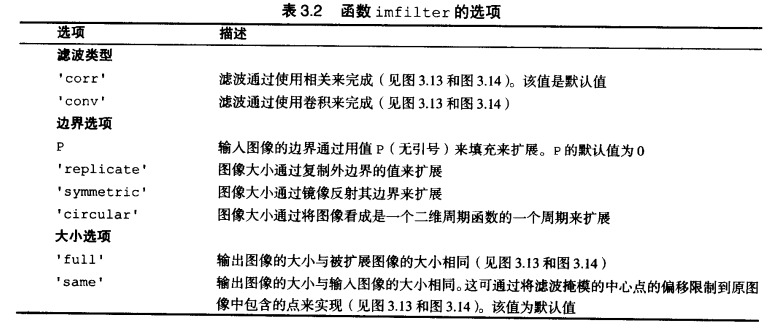 表 3.2 函数 imfilter 的选项
选项 描述
滤波类型
'corr' 滤波通过使用相关来完成（见图 3.13 和图 3.14）。该值是默认值
'conv' 滤波通过使用卷积来完成（见图 3.13 和图 3.14）
边界选项
P 输入图像的边界通过用值 P（无引号）来填充来扩展。P 的默认值为 0
'replicate' 图像大小通过复制外边界的值来扩展
'symmetric' 图像大小通过镜像反射其边界来扩展
'circular' 图像大小通过将图像看成是一个二维周期函数的一个周期来扩展
大小选项
'full' 输出图像的大小与被扩展图像的大小相同（见图 3.13 和图 3.14）
'same' 输出图像的大小与输入图像的大小相同。这可通过将滤波掩模的中心点的偏移限制到原图
像中包含的点来实现（见图 3.13 和图 3.14）。该值为默认值